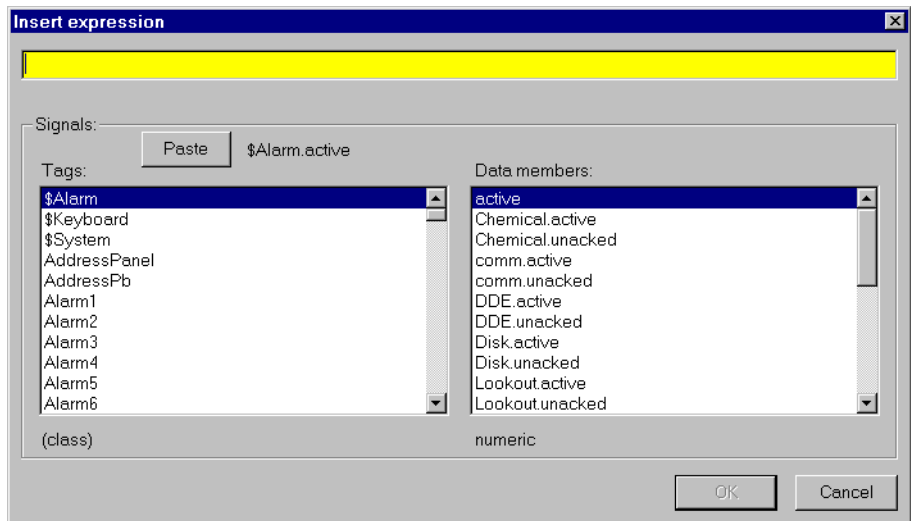 Insert expression
Signals:
Paste
$Alarm.active
Tags:
$Alarm
$Keyboard
$System
AddressPanel
AddressPb
Alarm1
Alarm2
Alarm3
Alarm4
Alarm5
Alarm6
(class)
Data members:
active
Chemical.active
Chemical.unacked
comm.active
comm.unacked
DDE.active
DDE.unacked
Disk.active
Disk.unacked
Lookout.active
Lookout.unacked
numeric
OK
Cancel